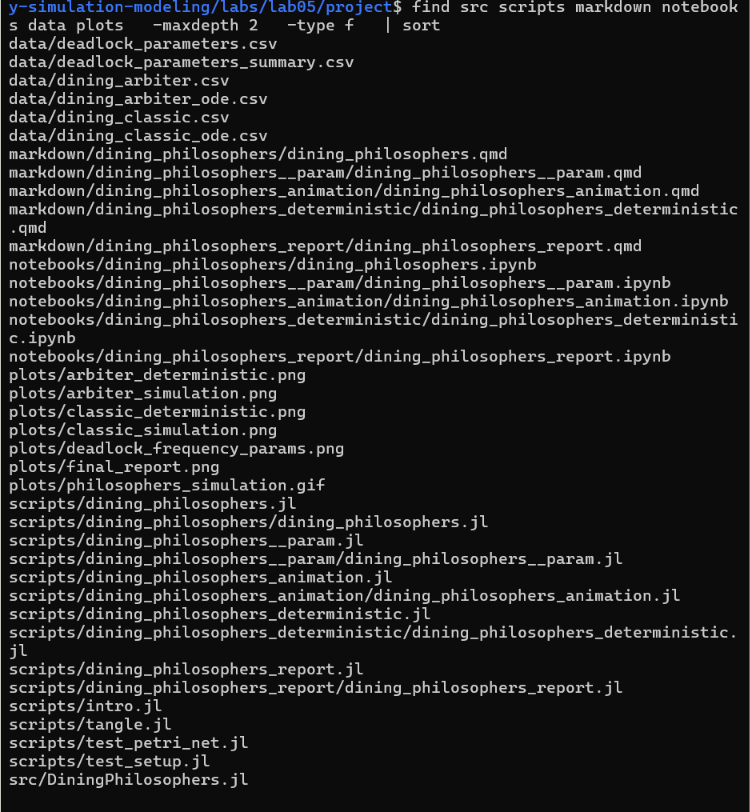 y-simulation-modeling/labs/lab05/project$ find src scripts markdown notebook
s data plots   -maxdepth 2   -type f   | sort
data/deadlock_parameters.csv
data/deadlock_parameters_summary.csv
data/dining_arbiter.csv
data/dining_arbiter_ode.csv
data/dining_classic.csv
data/dining_classic_ode.csv
markdown/dining_philosophers/dining_philosophers.qmd
markdown/dining_philosophers__param/dining_philosophers__param.qmd
markdown/dining_philosophers_animation/dining_philosophers_animation.qmd
markdown/dining_philosophers_deterministic/dining_philosophers_deterministic
.qmd
markdown/dining_philosophers_report/dining_philosophers_report.qmd
notebooks/dining_philosophers/dining_philosophers.ipynb
notebooks/dining_philosophers__param/dining_philosophers__param.ipynb
notebooks/dining_philosophers_animation/dining_philosophers_animation.ipynb
notebooks/dining_philosophers_deterministic/dining_philosophers_deterministi
c.ipynb
notebooks/dining_philosophers_report/dining_philosophers_report.ipynb
plots/arbiter_deterministic.png
plots/arbiter_simulation.png
plots/classic_deterministic.png
plots/classic_simulation.png
plots/deadlock_frequency_params.png
plots/final_report.png
plots/philosophers_simulation.gif
scripts/dining_philosophers.jl
scripts/dining_philosophers/dining_philosophers.jl
scripts/dining_philosophers__param.jl
scripts/dining_philosophers__param/dining_philosophers__param.jl
scripts/dining_philosophers_animation.jl
scripts/dining_philosophers_animation/dining_philosophers_animation.jl
scripts/dining_philosophers_deterministic.jl
scripts/dining_philosophers_deterministic/dining_philosophers_deterministic.
jl
scripts/dining_philosophers_report.jl
scripts/dining_philosophers_report/dining_philosophers_report.jl
scripts/intro.jl
scripts/tangle.jl
scripts/test_petri_net.jl
scripts/test_setup.jl
src/DiningPhilosophers.jl